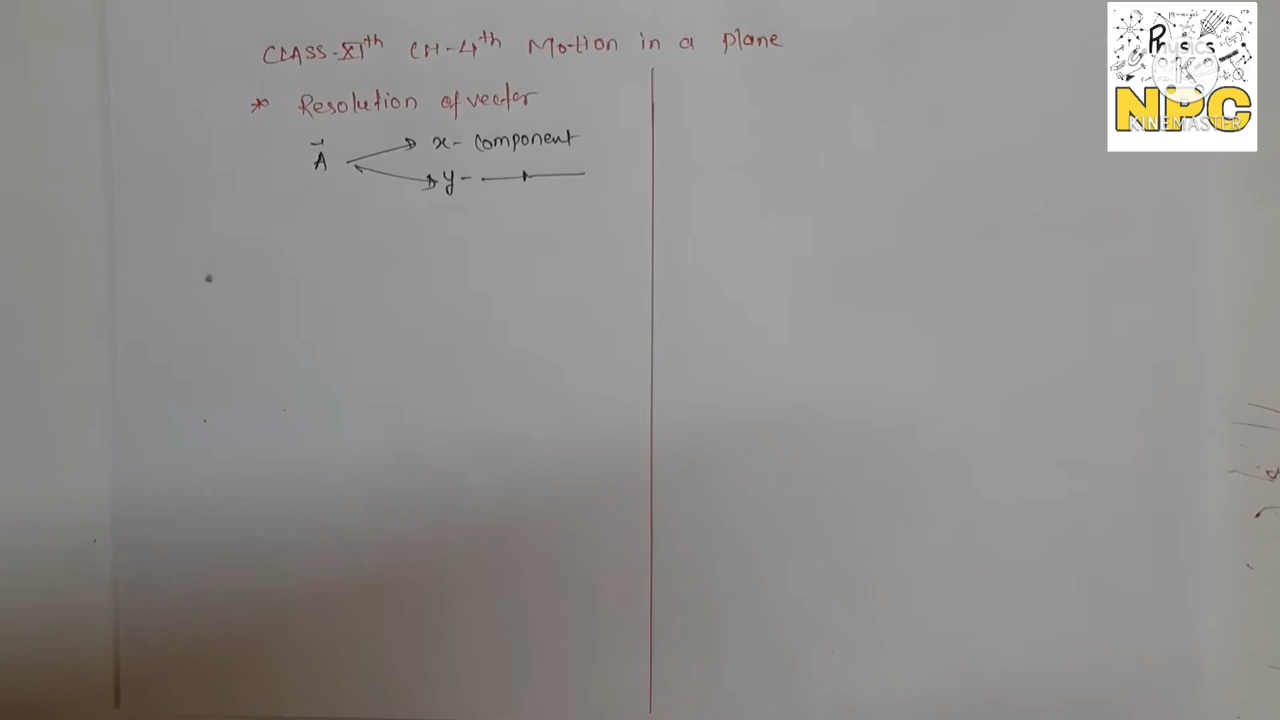 CLASS-XIth CH-4th Motion in a plane
* Resolution of vector
A x- component
y-
Physics
K
NPC
KINEMASTER